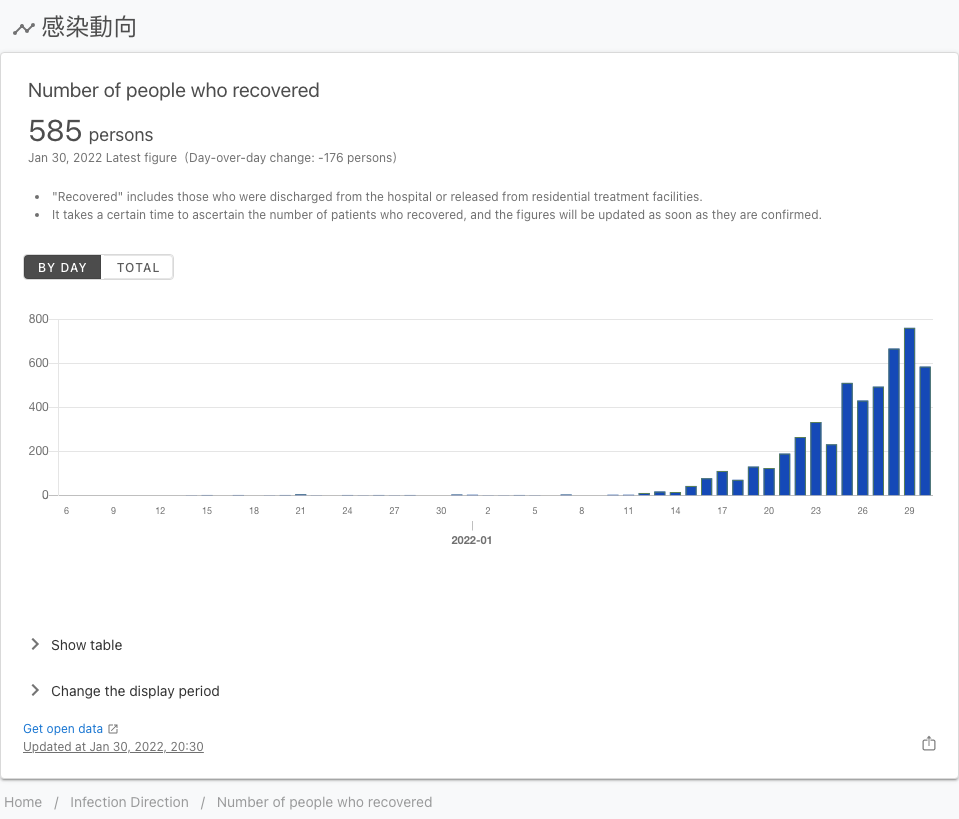 感染動向
Number of people who recovered
585 persons
Jan 30, 2022 Latest figure (Day-over-day change: -176 persons)
• "Recovered" includes those who were discharged from the hospital or released from residential treatment facilities.
• It takes a certain time to ascertain the number of patients who recovered, and the figures will be updated as soon as they are confirmed.
BY DAY TOTAL
800
600
400
200
0
6 9 12 15 18 21 24 27 30 2 5 8 11 14 17 20 23 26 29
2022-01
Show table
Change the display period
Get open data
Updated at Jan 30, 2022, 20:30
Home / Infection Direction / Number of people who recovered